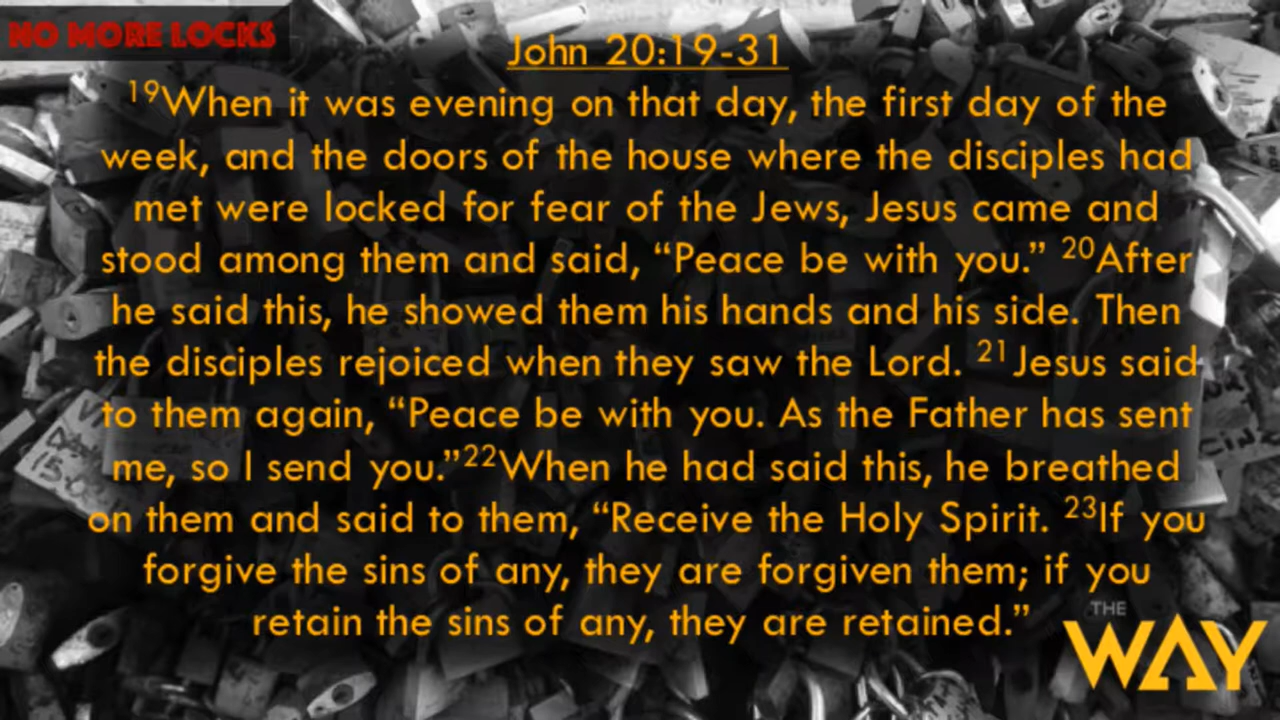 NO MORE LOCKS
John 20:19-31
19When it was evening on that day, the first day of the
week, and the doors of the house where the disciples had
met were locked for fear of the Jews, Jesus came and
stood among them and said, “Peace be with you.” 20After
he said this, he showed them his hands and his side. Then
the disciples rejoiced when they saw the Lord. 21 Jesus said
to them again, “Peace be with you. As the Father has sent
me, so I send you.”22When he had said this, he breathed
on them and said to them, “Receive the Holy Spirit. 23If you
forgive the sins of any, they are forgiven them; if you
retain the sins of any, they are retained.”
THE
WAY